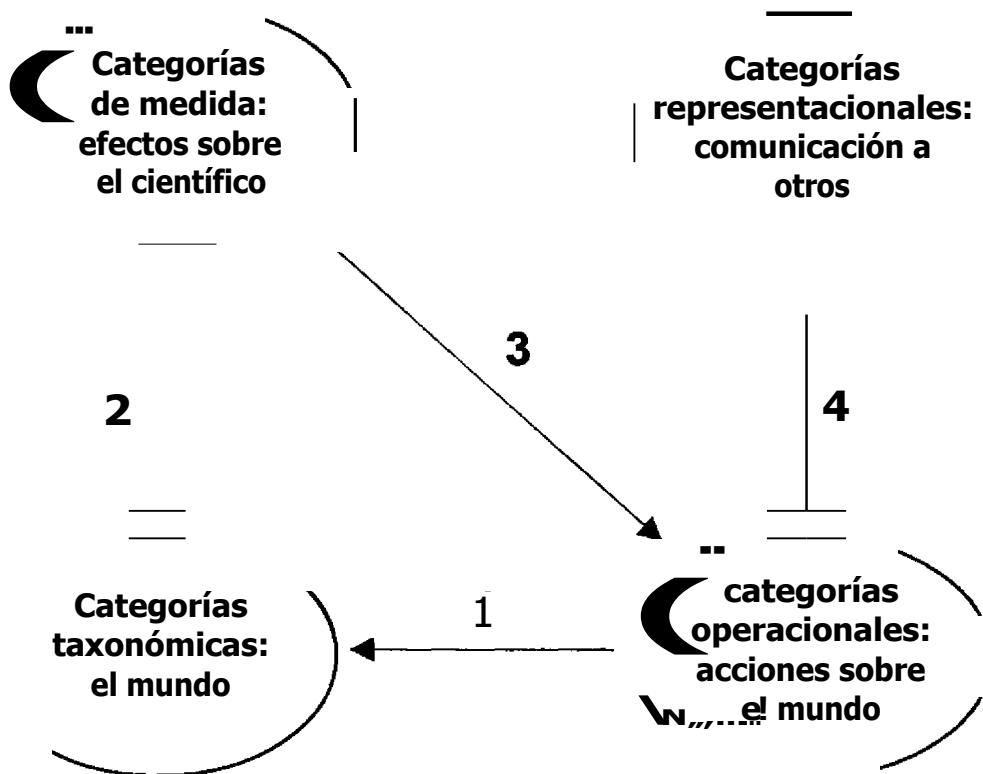 Categorías
de medida:
efectos sobre
el científico
Categorías
representacionales:
comunicación a
otros
3
2
4
1
Categorías
taxonómicas:
el mundo
categorías
operacionales:
acciones sobre
el mundo